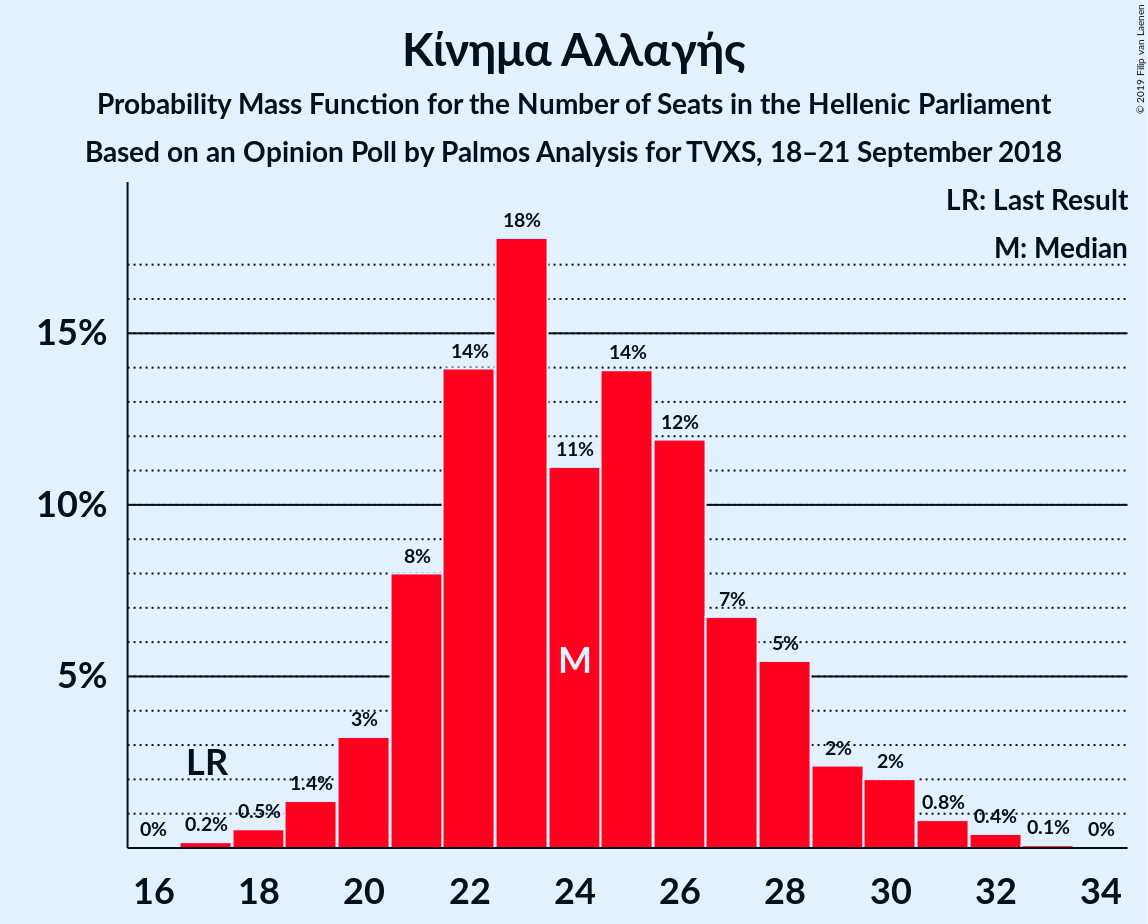 Κίνημα Αλλαγής
Probability Mass Function for the Number of Seats in the Hellenic Parliament
Based on an Opinion Poll by Palmos Analysis for TVXS, 18–21 September 2018
© 2019 Filip van Laenen
LR: Last Result
M: Median
15%
10%
5%
0%
0.2%
0.5%
1.4%
3%
8%
14%
18%
11%
14%
12%
7%
5%
2%
2%
0.8%
0.4%
0.1%
0%
LR
M
16 18 20 22 24 26 28 30 32 34